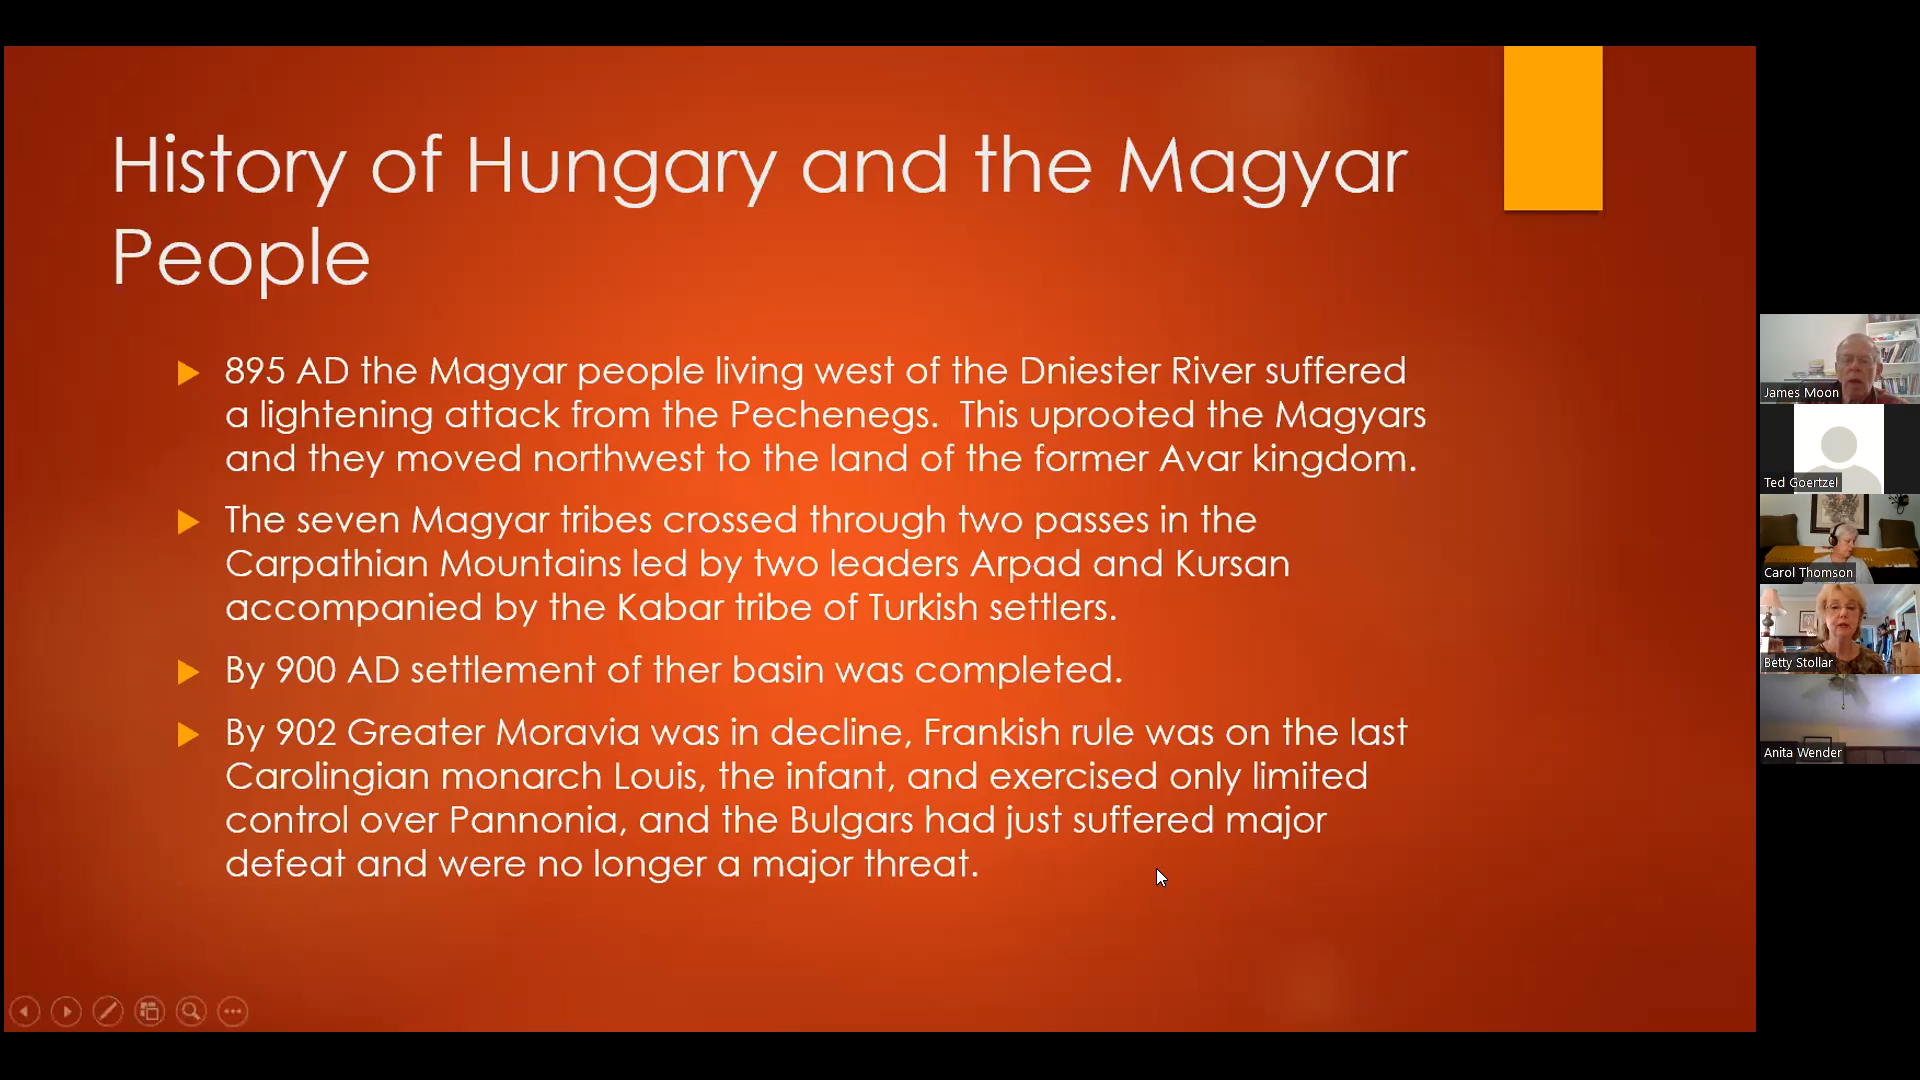 History of Hungary and the Magyar
People
895 AD the Magyar people living west of the Dniester River suffered
a lightening attack from the Pechenegs.  This uprooted the Magyars
and they moved northwest to the land of the former Avar kingdom.
The seven Magyar tribes crossed through two passes in the
Carpathian Mountains led by two leaders Arpad and Kursan
accompanied by the Kabar tribe of Turkish settlers.
By 900 AD settlement of ther basin was completed.
By 902 Greater Moravia was in decline, Frankish rule was on the last
Carolingian monarch Louis, the infant, and exercised only limited
control over Pannonia, and the Bulgars had just suffered major
defeat and were no longer a major threat.
James Moon
Ted Goertzel
Carol Thomson
Betty Stollar
Anita Wender